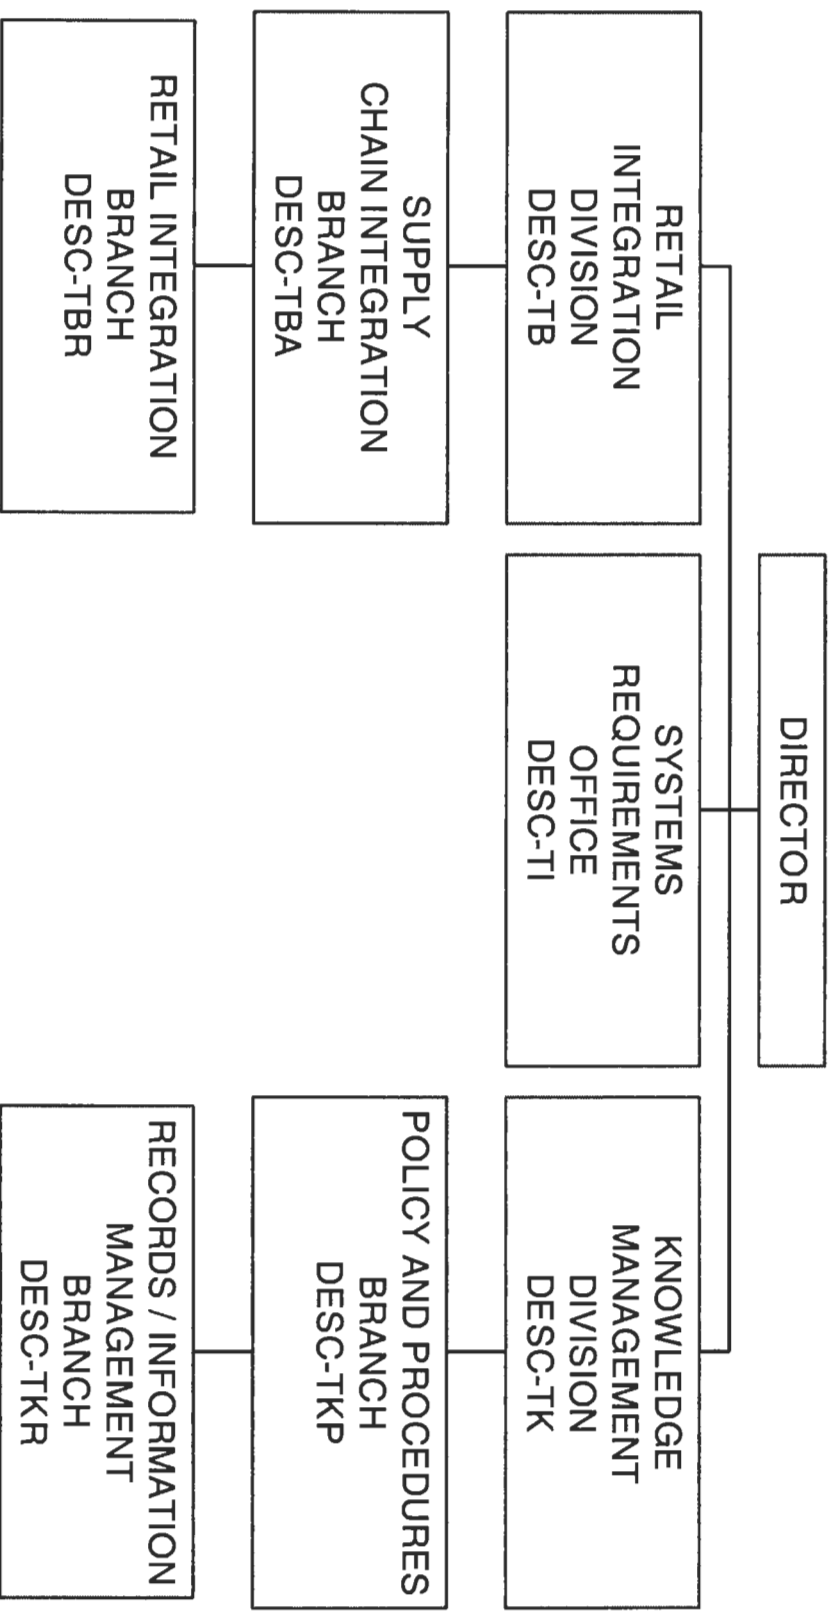 DIRECTOR
RETAIL
INTEGRATION
DIVISION
DESC-TB
SYSTEMS
REQUIREMENTS
OFFICE
DESC-TI
KNOWLEDGE
MANAGEMENT
DIVISION
DESC-TK
SUPPLY
CHAIN INTEGRATION
BRANCH
DESC-TBA
POLICY AND PROCEDURES
BRANCH
DESC-TKP
RETAIL INTEGRATION
BRANCH
DESC-TBR
RECORDS / INFORMATION
MANAGEMENT
BRANCH
DESC-TKR